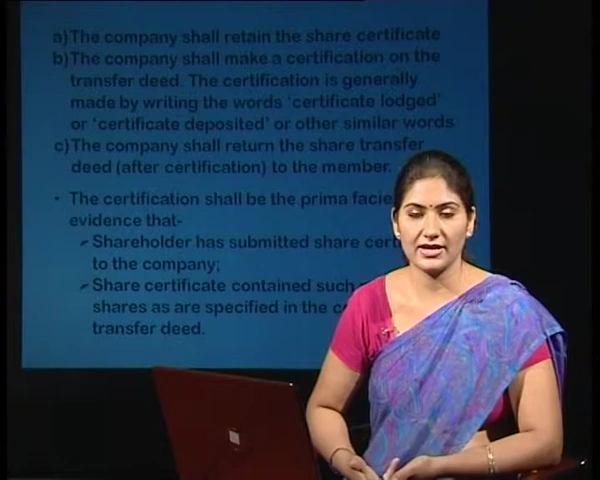 a) The company shall retain the share certificate
b) The company shall make a certification on the
transfer deed. The certification is generally
made by writing the words 'certificate lodged'
or 'certificate deposited' or other similar words.
c) The company shall return the share transfer
deed (after certification) to the member.
• The certification shall be the prima facie
evidence that-
Shareholder has submitted share
to the company;
Share certificate contained such
shares as are specified in the
transfer deed.